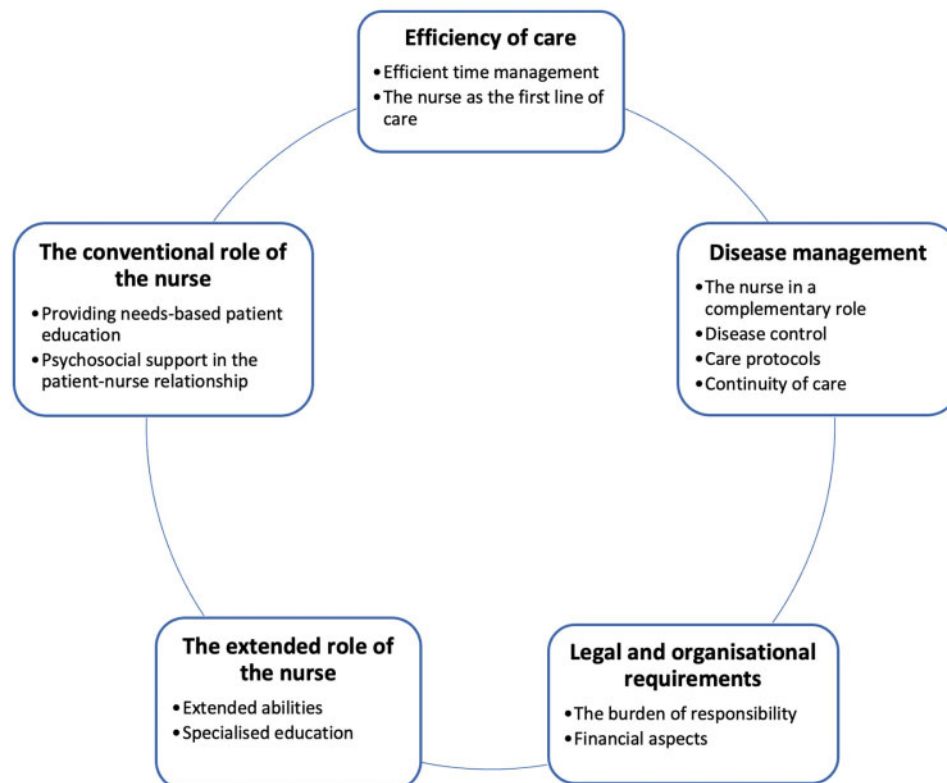 Efficiency of care
•Efficient time management
•The nurse as the first line of
care
The conventional role of
the nurse
•Providing needs-based patient
education
•Psychosocial support in the
patient-nurse relationship
Disease management
•The nurse in a
complementary role
•Disease control
•Care protocols
•Continuity of care
The extended role of
the nurse
•Extended abilities
•Specialised education
Legal and organisational
requirements
•The burden of responsibility
•Financial aspects